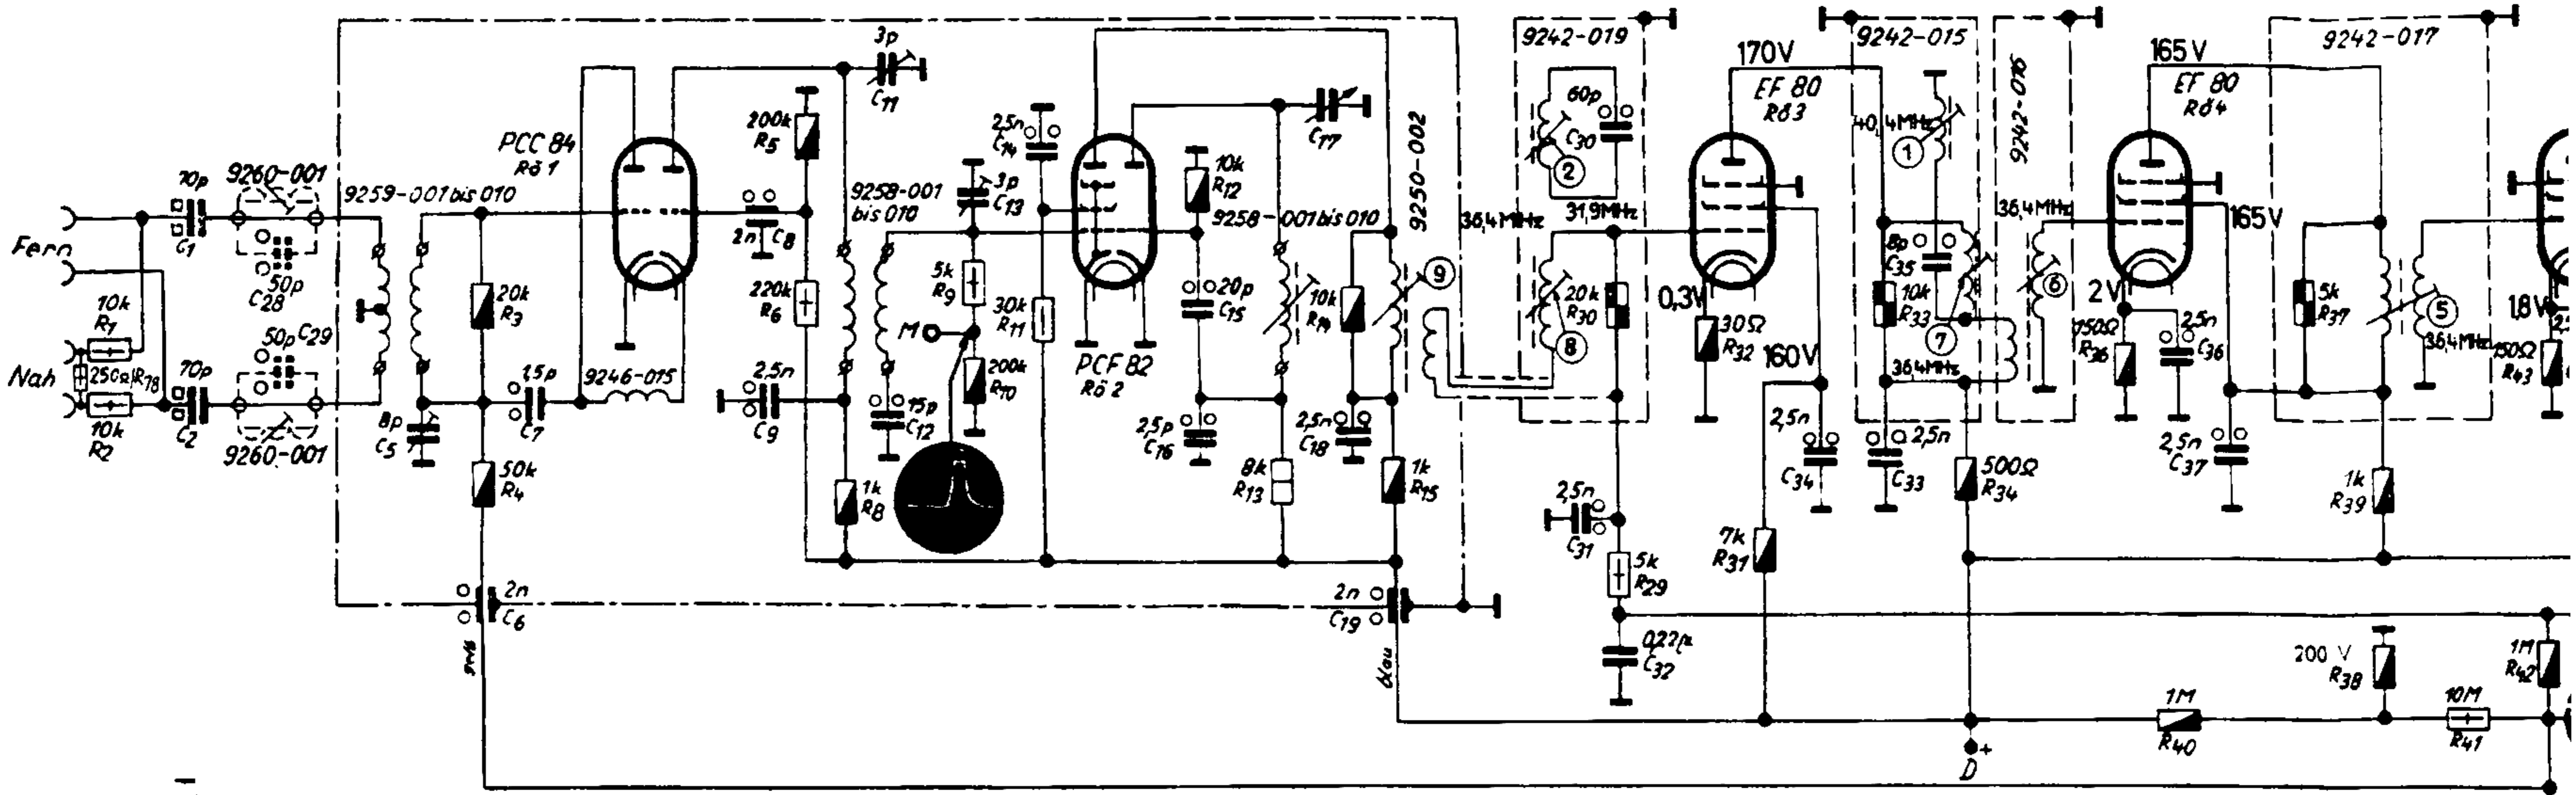 Fern
Nah
10k
R1
250Ω R78
10k
R2
70p
C1
70p
C2
9260-001
50p
C28
50p C29
9260-001
9259-001 bis 010
20k
R3
50k
R4
8p
C5
2n
C6
1,5p
C7
9246-015
PCC 84
Rö 1
3p
C11
200k
R5
2n C8
220k
R6
2,5n
C9
1k
R8
9258-001
bis 010
15p
C12
3p
C13
5k
R9
M
200k
R10
2,5n
C14
30k
R11
PCF 82
Rö 2
10k
R12
20p
C15
2,5p
C16
C17
9258-001 bis 010
8k
R13
10k
R14
2,5n
C18
1k
R15
2n
C19
blau
9250-002
9
9242-019
60p
C30
2
31,9MHz
36,4MHz
8
20k
R30
2,5n
C31
5k
R29
0,22µ
C32
170V
EF 80
Rö 3
0,3V
30Ω
R32
160V
7k
R31
2,5n
C34
9242-015
40,4MHz
1
8p
C35
10k
R33
7
36,4MHz
2,5n
C33
500Ω
R34
D
+
9242-016
36,4MHz
6
165V
EF 80
Rö 4
2V
150Ω
R36
2,5n
C36
165V
2,5n
C37
9242-017
5k
R37
5
36,4MHz
1k
R39
1,8V
150Ω
R43
200 V
R38
1M
R40
10M
R41
1M
R42